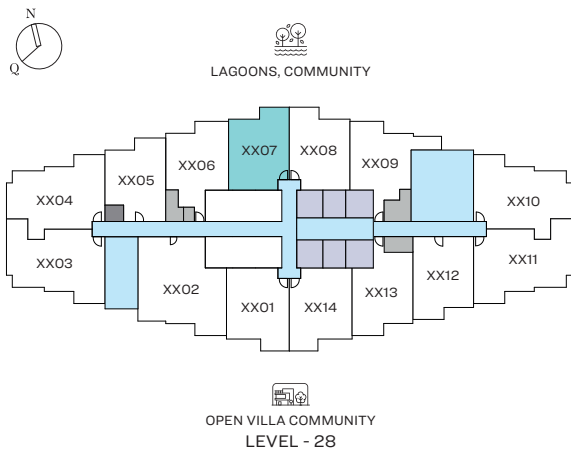 N
Q
LAGOONS, COMMUNITY
XX07
XX08
XX06
XX09
XX05
XX04
XX10
XX03
XX11
XX12
XX02
XX13
XX01
XX14
OPEN VILLA COMMUNITY
LEVEL - 28